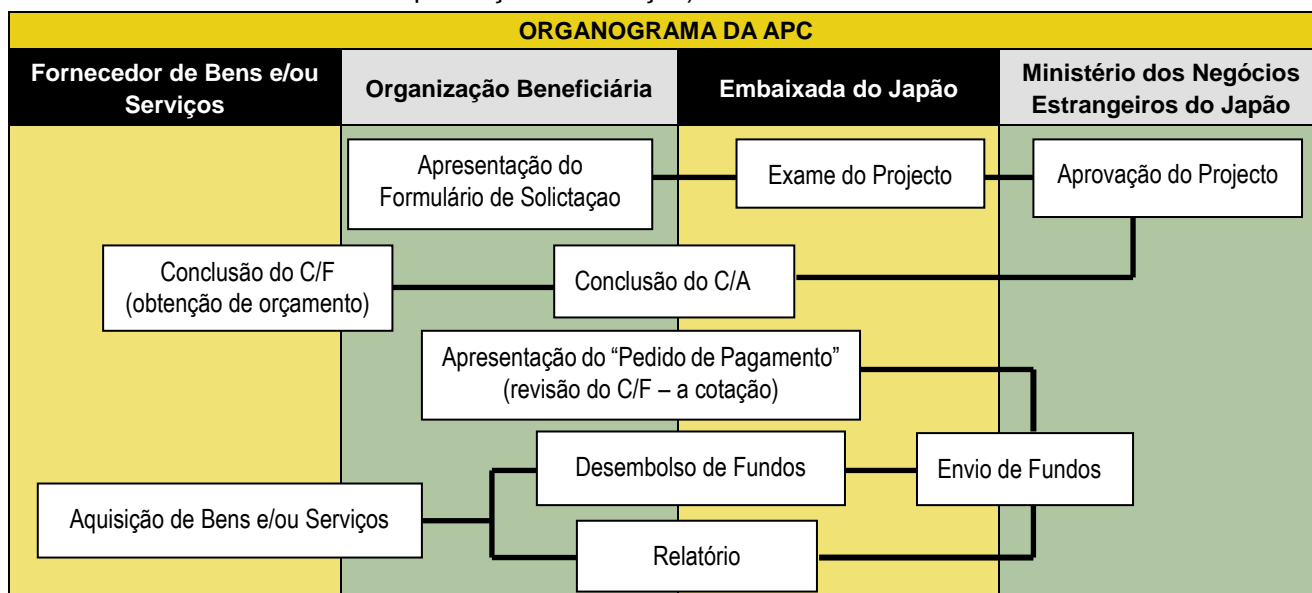 ORGANOGRAMA DA APC
Fornecedor de Bens e/ou
Serviços
Organização Beneficiária
Embaixada do Japão
Ministério dos Negócios
Estrangeiros do Japão
Apresentação do
Formulário de Solictaçao
Exame do Projecto
Aprovação do Projecto
Conclusão do C/F
(obtenção de orçamento)
Conclusão do C/A
Apresentação do “Pedido de Pagamento”
(revisão do C/F – a cotação)
Desembolso de Fundos
Envio de Fundos
Aquisição de Bens e/ou Serviços
Relatório